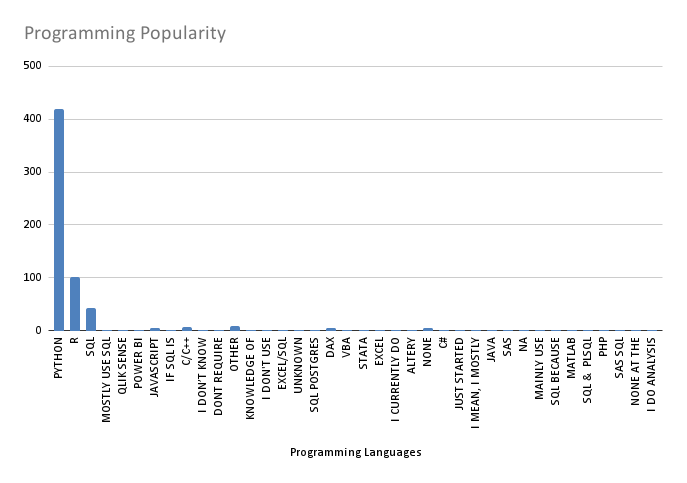 Programming Popularity
500
400
300
200
100
0
PYTHON
R
SQL
MOSTLY USE SQL
QLIK SENSE
POWER BI
JAVASCRIPT
IF SQL IS
C/C++
I DON'T KNOW
DONT REQUIRE
OTHER
KNOWLEDGE OF
I DON'T USE
EXCEL/SQL
UNKNOWN
SQL POSTGRES
DAX
VBA
STATA
EXCEL
I CURRENTLY DO
ALTERY
NONE
C#
JUST STARTED
I MEAN, I MOSTLY
JAVA
SAS
NA
MAINLY USE
SQL BECAUSE
MATLAB
SQL & PLSQL
PHP
SAS SQL
NONE AT THE
I DO ANALYSIS
Programming Languages